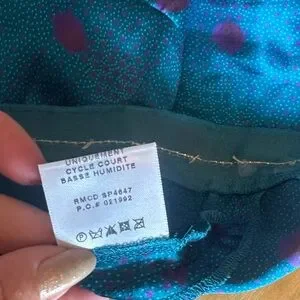 UNIQUEMENT
CYCLE COURT
BASSE HUMIDITE
RMCD SP4647
P.O.# 021992